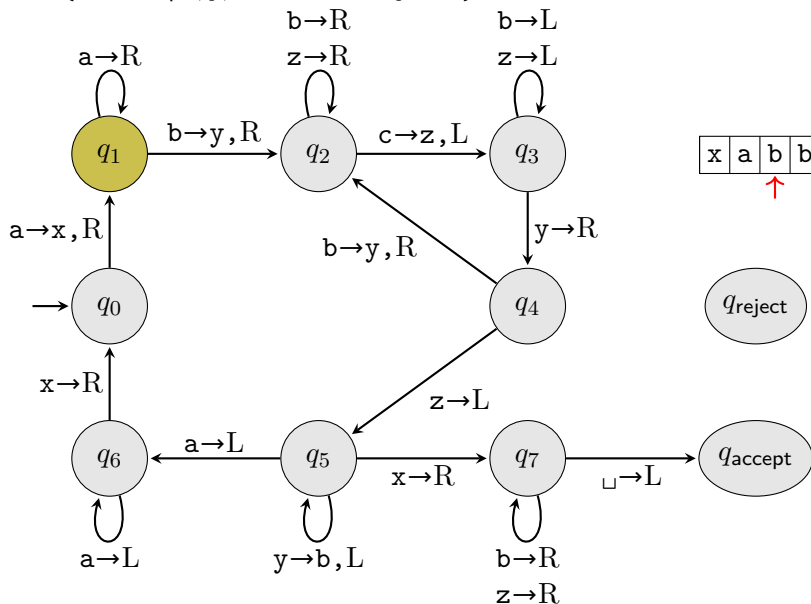 b→R b→L
a→R z→R z→L
q1 b→y,R q2 c→z,L q3 x a b b
a→x,R b→y,R y→R
q0 q4 qreject
x→R z→L
q6 a→L q5 x→R q7 ␣→L qaccept
a→L y→b,L b→R
z→R